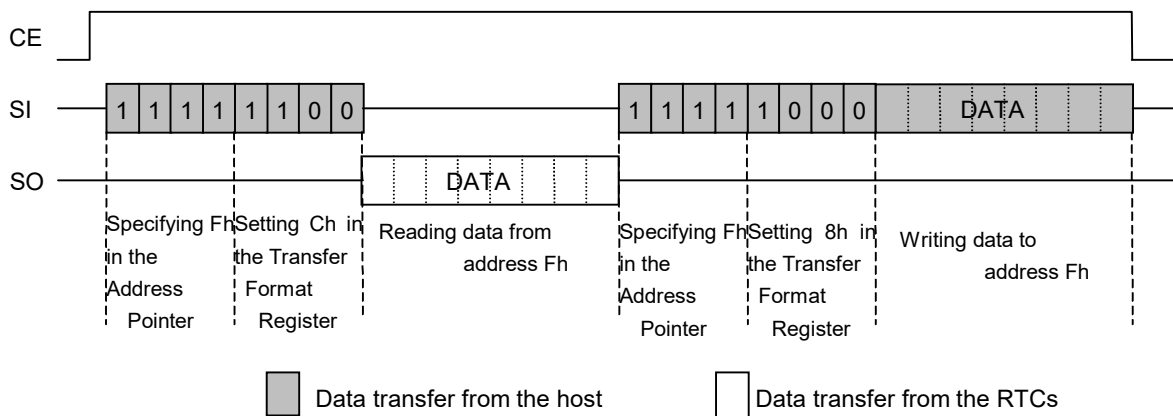 CE
SI
1 1 1 1 1 1 0 0
1 1 1 1 1 0 0 0
DATA
SO
DATA
Specifying Fh
in the
Address
Pointer
Setting Ch in
the Transfer
Format
Register
Reading data from
address Fh
Specifying Fh
in the
Address
Pointer
Setting 8h in
the Transfer
Format
Register
Writing data to
address Fh
Data transfer from the host
Data transfer from the RTCs